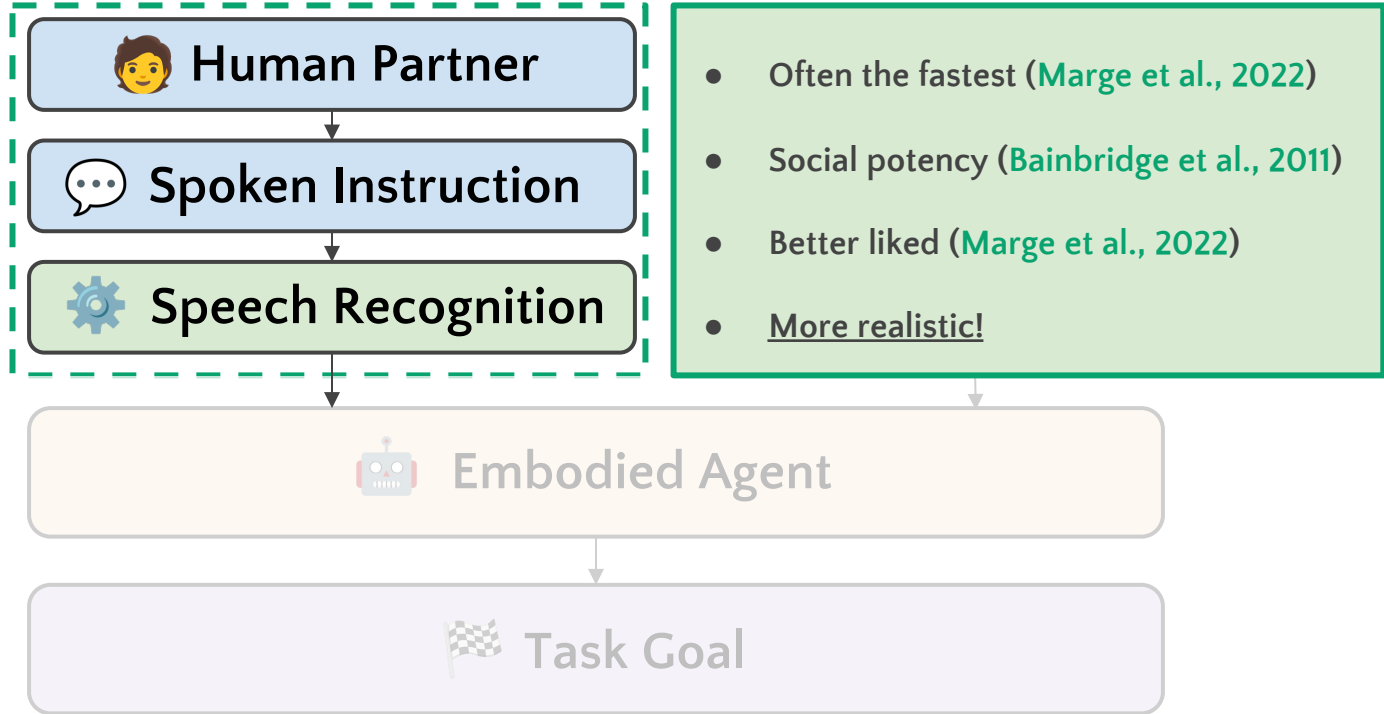 Human Partner
Spoken Instruction
Speech Recognition
● Often the fastest (Marge et al., 2022)
● Social potency (Bainbridge et al., 2011)
● Better liked (Marge et al., 2022)
● More realistic!
Embodied Agent
Task Goal